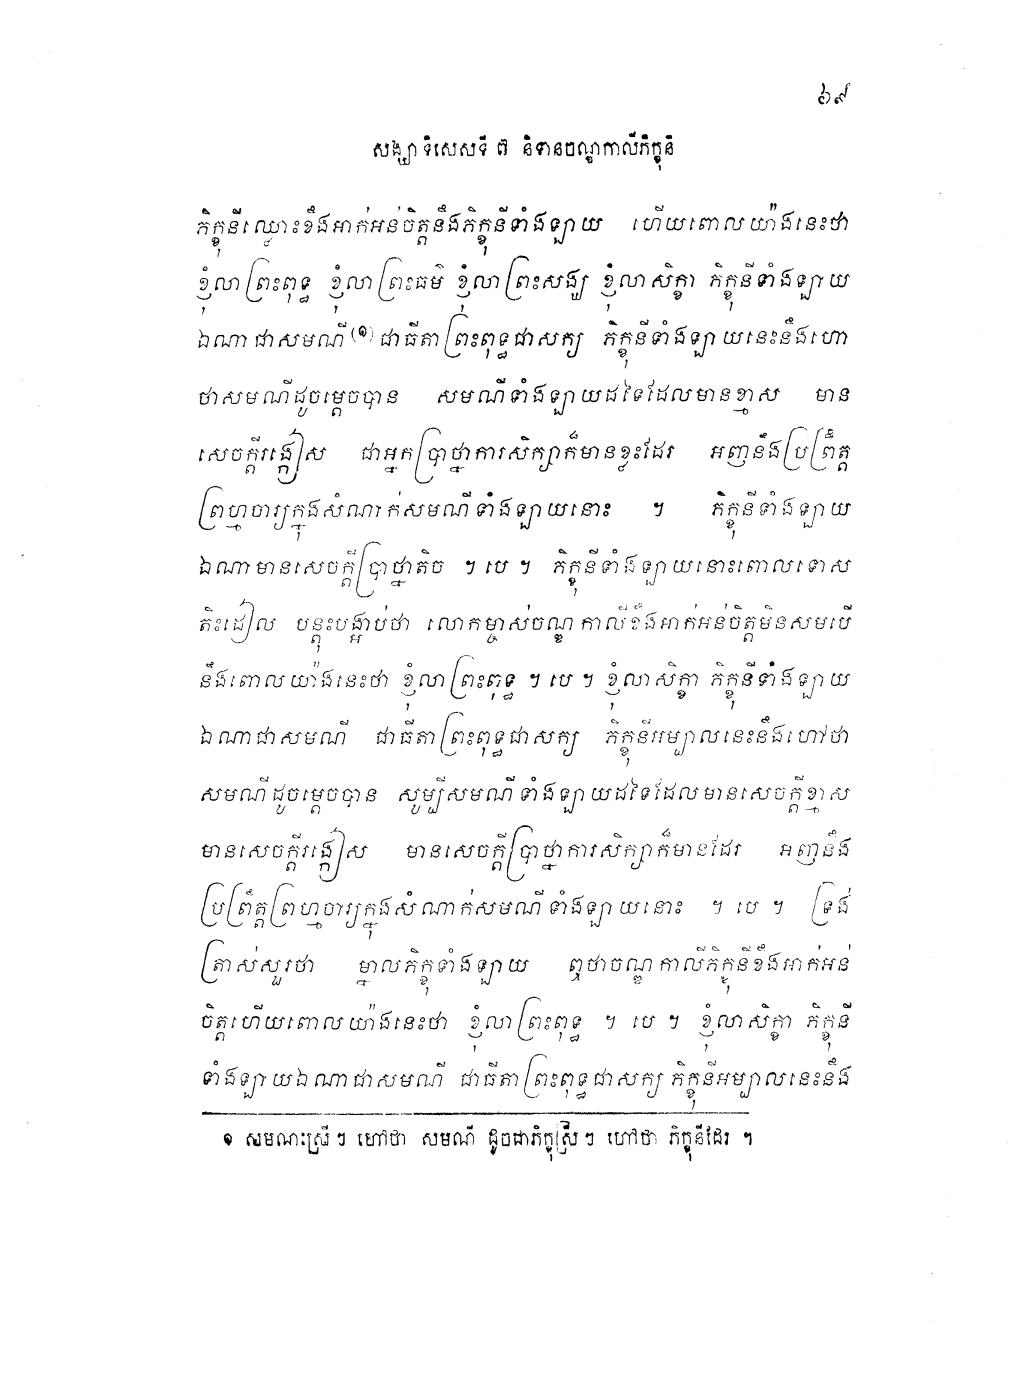 ៦៩
សង្ឃាទិសេសទី ៧ និទានចណ្ឌកាលីភិក្ខុនី
ភិក្ខុនីឈ្មោះខឹងអាក់អន់ចិត្តនឹងភិក្ខុនីទាំងឡាយ ហើយពោលយ៉ាងនេះថា
ខ្ញុំលាព្រះពុទ្ធ ខ្ញុំលាព្រះធម៌ ខ្ញុំលាព្រះសង្ឃ ខ្ញុំលាសិក្ខា ភិក្ខុនីទាំងឡាយ
ឯណាជាសមណី(១)ជាធីតាព្រះពុទ្ធជាសក្យ ភិក្ខុនីទាំងឡាយនេះនឹងហោ
ថាសមណីដូចម្តេចបាន សមណីទាំងឡាយដទៃដែលមានខ្មាស មាន
សេចក្តីរង្កៀស ជាអ្នកប្រាថ្នាការសិក្សាក៏មានខ្លះដែរ អញនឹងប្រព្រឹត្ត
ព្រហ្មចារ្យក្នុងសំណាក់សមណីទាំងឡាយនោះ ។ ភិក្ខុនីទាំងឡាយ
ឯណាមានសេចក្តីប្រាថ្នាតិច ។ បេ ។ ភិក្ខុនីទាំងឡាយនោះពោលទោស
តិះដៀល បន្តុះបង្អាប់ថា លោកម្ចាស់ចណ្ឌកាលីខឹងអាក់អន់ចិត្តមិនសមបើ
នឹងពោលយ៉ាងនេះថា ខ្ញុំលាព្រះពុទ្ធ ។ បេ ។ ខ្ញុំលាសិក្ខា ភិក្ខុនីទាំងឡាយ
ឯណាជាសមណី ជាធីតាព្រះពុទ្ធជាសក្យ ភិក្ខុនីអម្បាលនេះនឹងហៅថា
សមណីដូចម្តេចបាន សូម្បីសមណីទាំងឡាយដទៃដែលមានសេចក្តីខ្មាស
មានសេចក្តីរង្កៀស មានសេចក្តីប្រាថ្នាការសិក្សាក៏មានដែរ អញនឹង
ប្រព្រឹត្តព្រហ្មចារ្យក្នុងសំណាក់សមណីទាំងឡាយនោះ ។ បេ ។ ទ្រង់
ត្រាស់សួរថា ម្នាលភិក្ខុទាំងឡាយ ឮថាចណ្ឌកាលីភិក្ខុនីខឹងអាក់អន់
ចិត្តហើយពោលយ៉ាងនេះថា ខ្ញុំលាព្រះពុទ្ធ ។ បេ ។ ខ្ញុំលាសិក្ខា ភិក្ខុនី
ទាំងឡាយឯណាជាសមណី ជាធីតាព្រះពុទ្ធជាសក្យ ភិក្ខុនីអម្បាលនេះនឹង
១ សមណះស្រីៗ ហៅថា សមណី ដូចជាភិក្ខុស្រីៗ ហៅថា ភិក្ខុនីដែរ ។